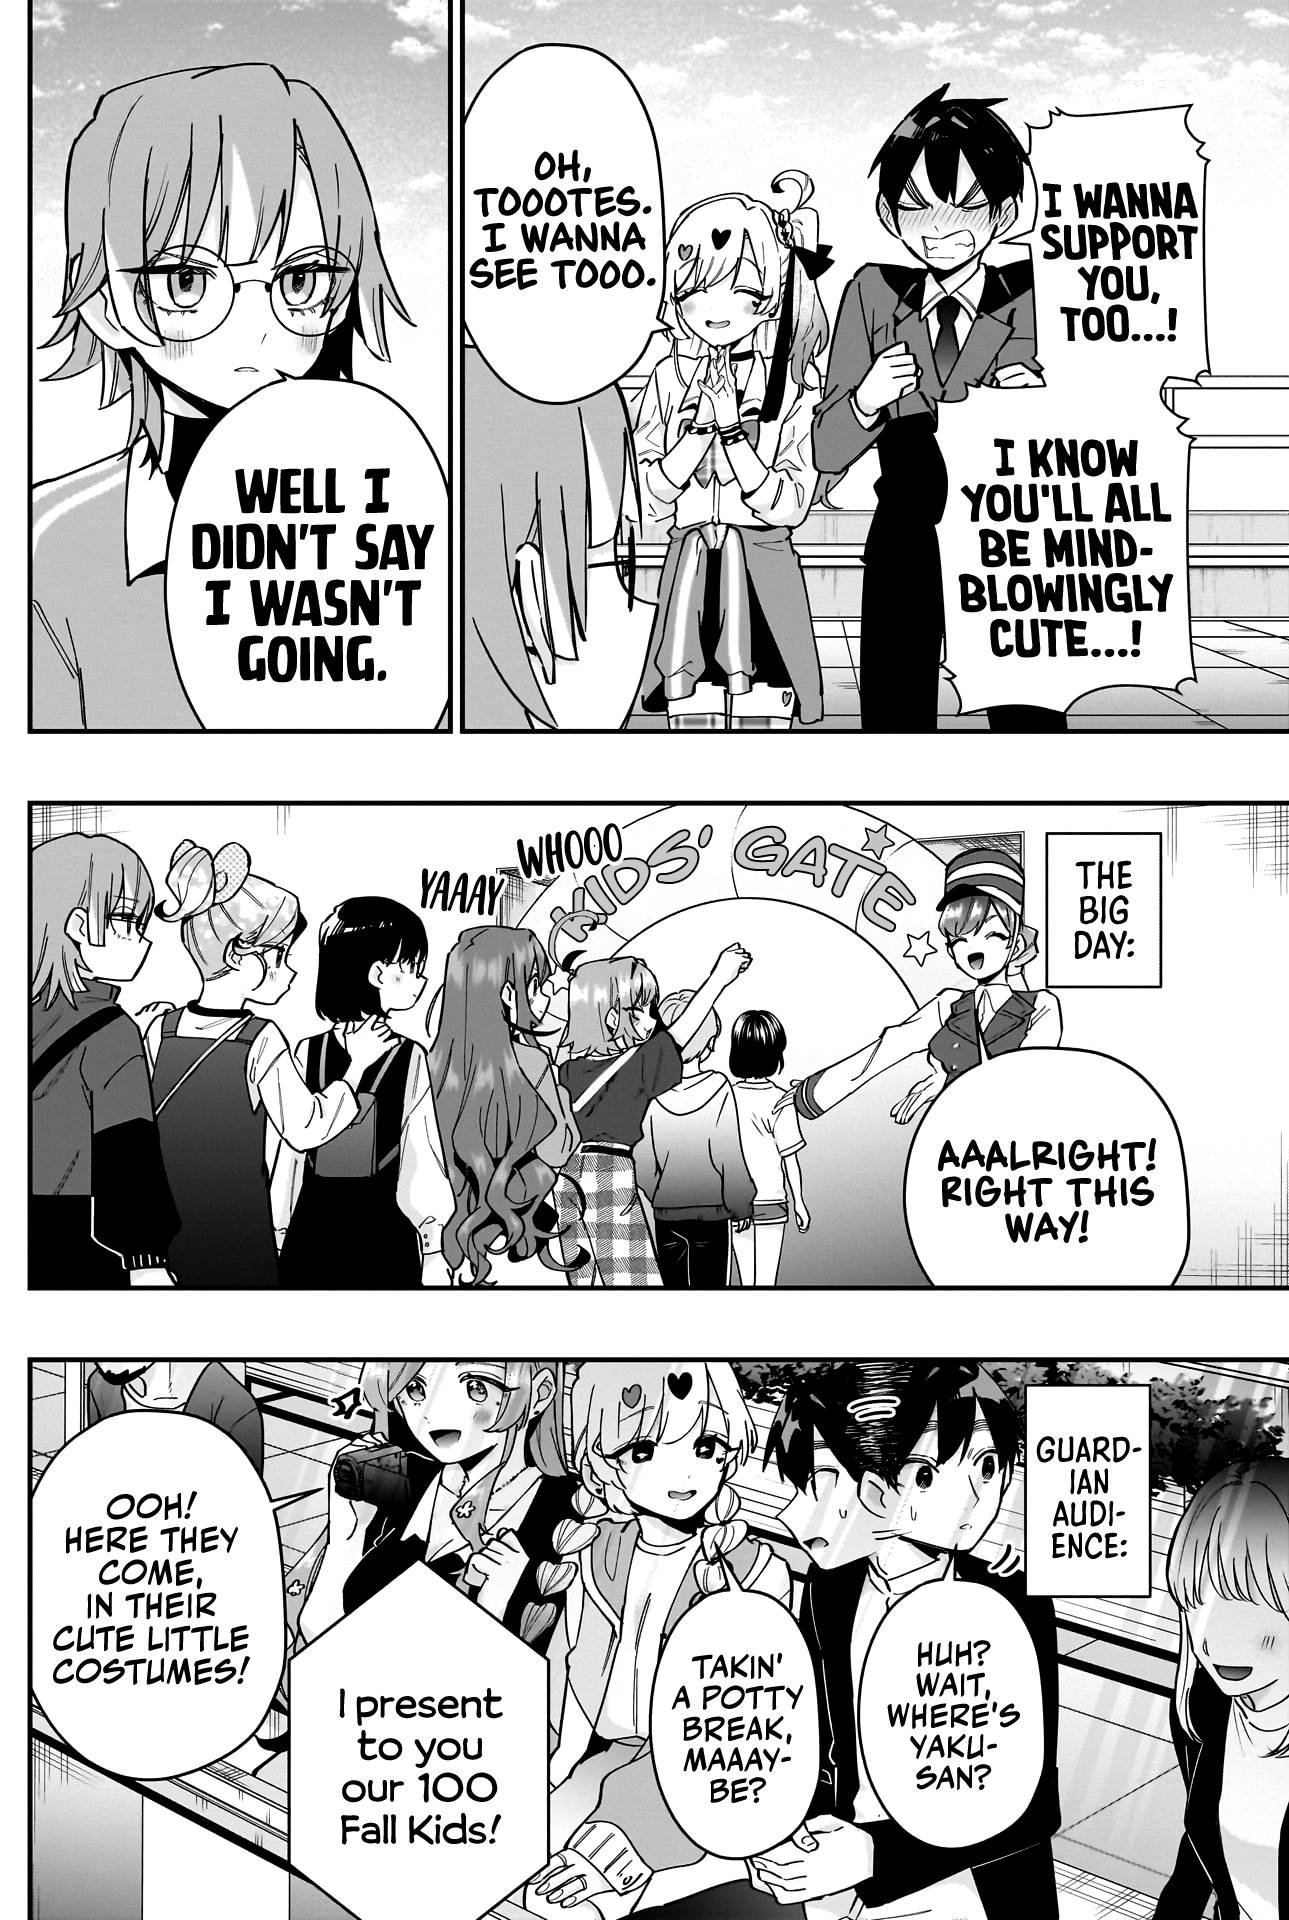 I WANNA
SUPPORT
YOU,
TOO...!
I KNOW
YOU'LL ALL
BE MIND-
BLOWINGLY
CUTE...!
OH,
TOOOTES.
I WANNA
SEE TOOO.
WELL I
DIDN'T SAY
I WASN'T
GOING.
THE
BIG
DAY:
KIDS' GATE
WHOOO
YAAAY
AAALRIGHT!
RIGHT THIS
WAY!
GUARD-
IAN
AUDI-
ENCE:
HUH?
WAIT,
WHERE'S
YAKU-
SAN?
TAKIN'
A POTTY
BREAK,
MAAAY-
BE?
I present
to you
our 100
Fall Kids!
OOH!
HERE THEY
COME,
IN THEIR
CUTE LITTLE
COSTUMES!